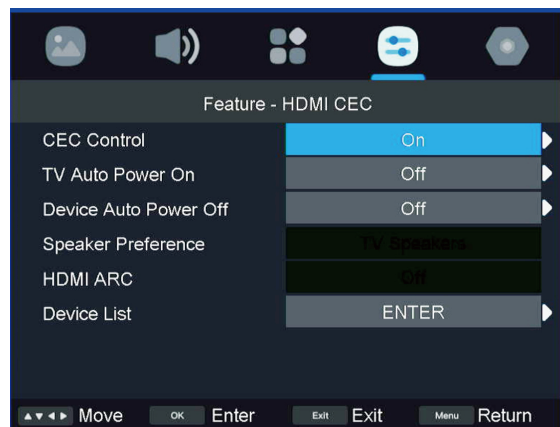 Feature - HDMI CEC
CEC Control On
TV Auto Power On Off
Device Auto Power Off Off
Speaker Preference TV Speakers
HDMI ARC Off
Device List ENTER
Move OK Enter Exit Exit Menu Return